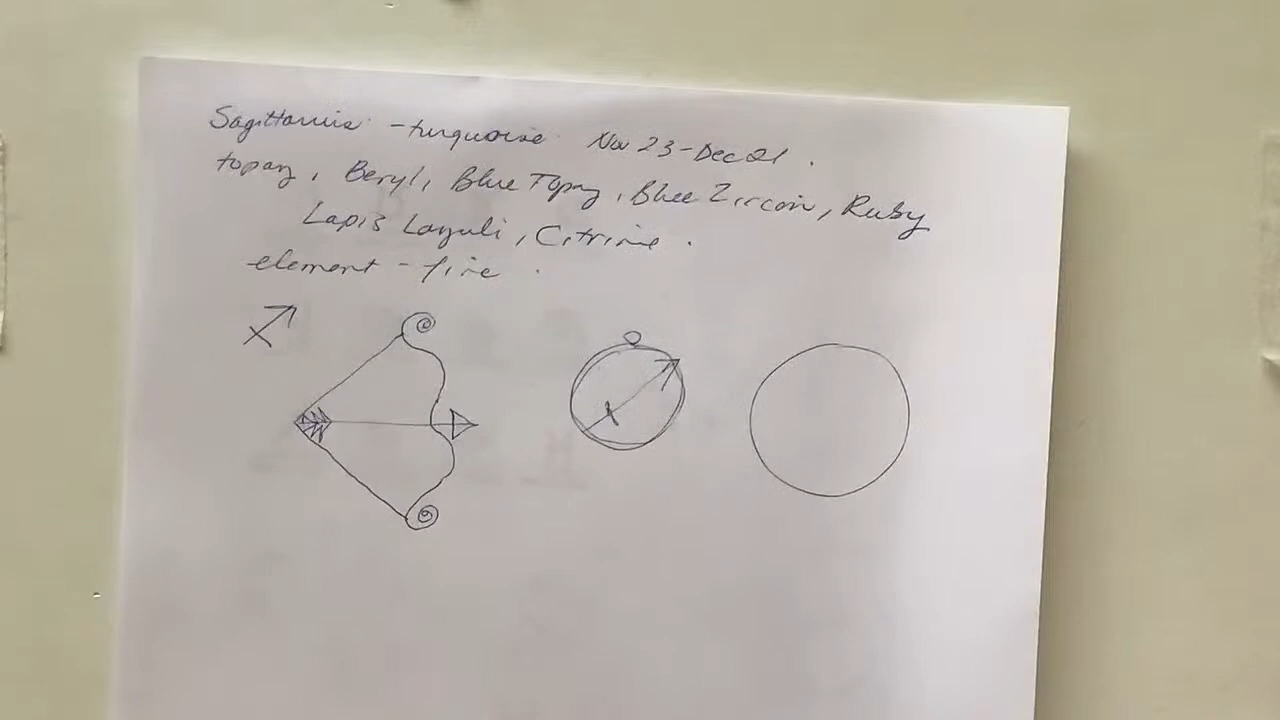 Sagittarius - turquoise Nov 23-Dec 21.
topaz, Beryl, Blue Topaz, Blue Zircon, Ruby
Lapis Lazuli, Citrine.
element - fire.